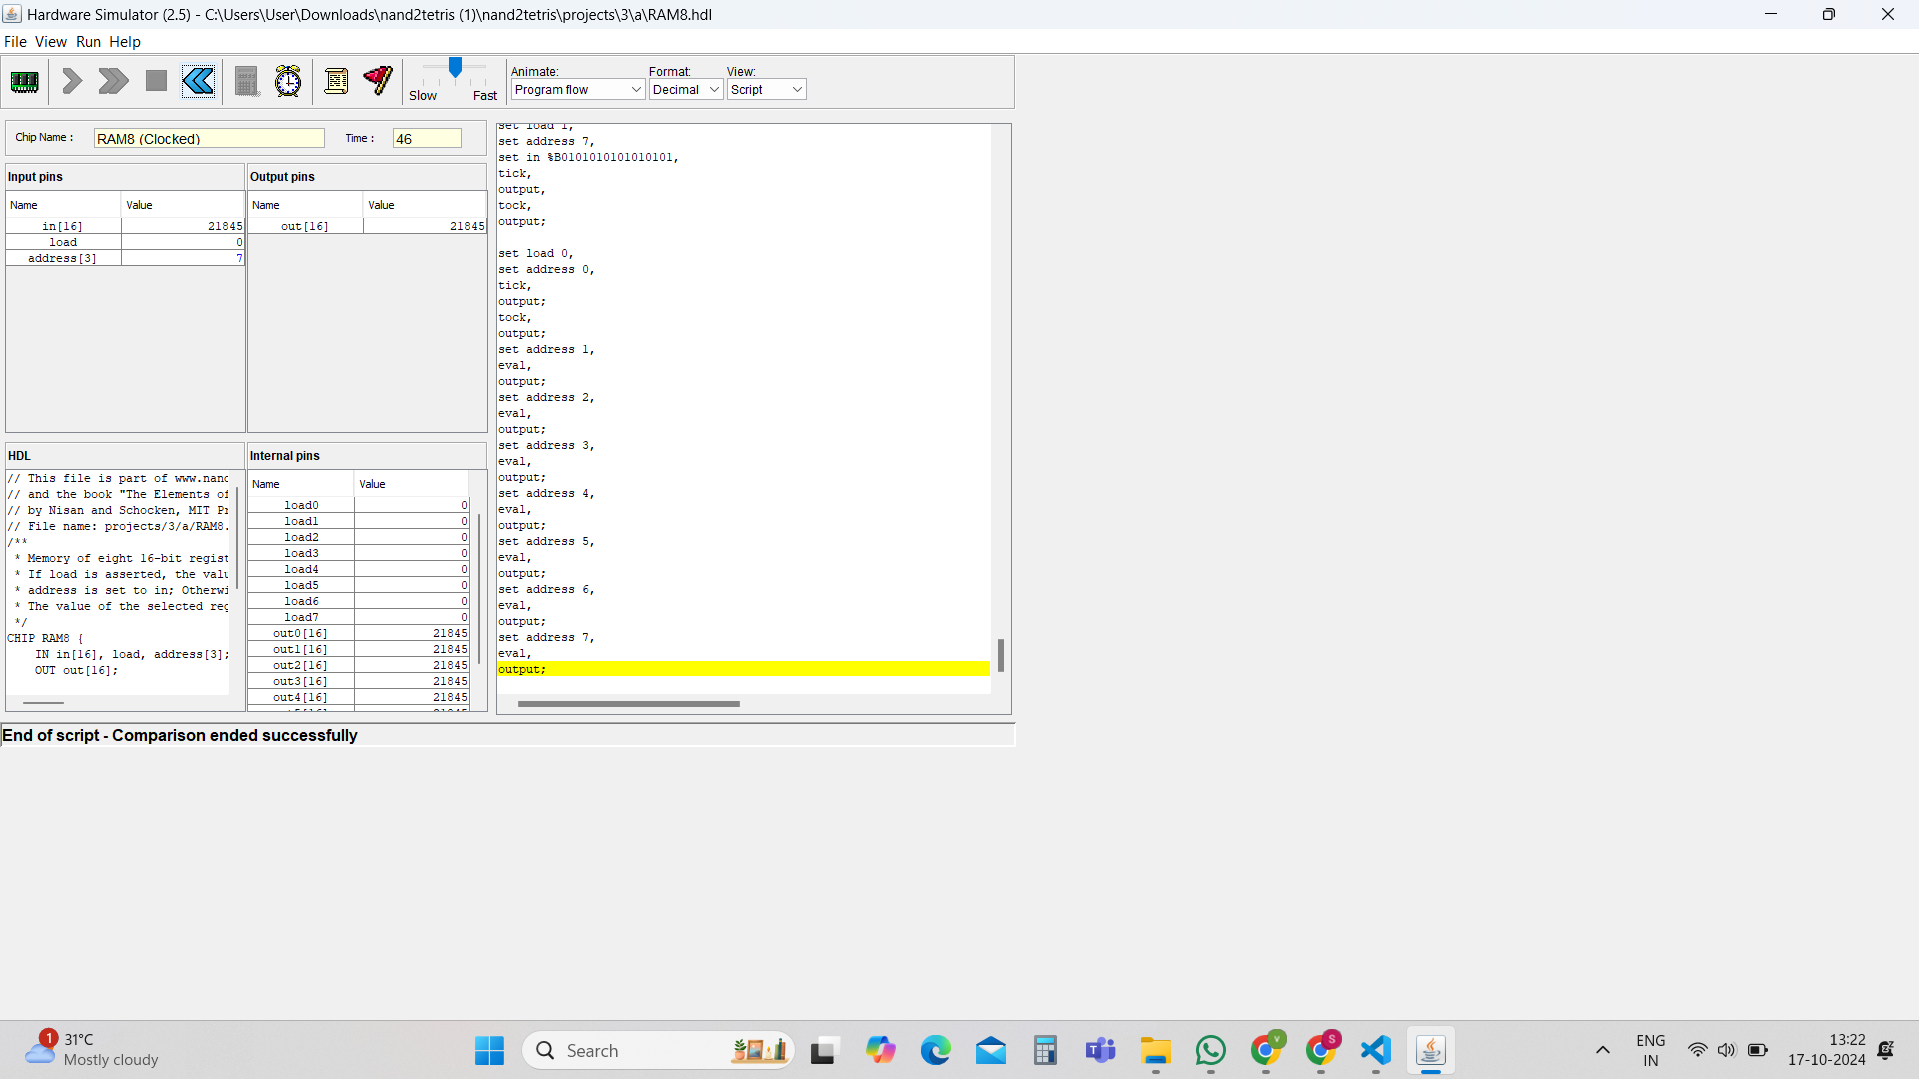 Hardware Simulator (2.5) - C:\Users\User\Downloads\nand2tetris (1)\nand2tetris\projects\3\a\RAM8.hdl
File View Run Help
Slow Fast
Animate: Format: View:
Program flow Decimal Script
Chip Name : RAM8 (Clocked) Time : 46
Input pins
Name Value
in[16] 21845
load 0
address[3] 7
Output pins
Name Value
out[16] 21845
HDL
// This file is part of www.nand
// and the book "The Elements of
// by Nisan and Schocken, MIT Pr
// File name: projects/3/a/RAM8.
/**
* Memory of eight 16-bit regist
* If load is asserted, the valu
* address is set to in; Otherwi
* The value of the selected reg
*/
CHIP RAM8 {
IN in[16], load, address[3];
OUT out[16];
Internal pins
Name Value
load0 0
load1 0
load2 0
load3 0
load4 0
load5 0
load6 0
load7 0
out0[16] 21845
out1[16] 21845
out2[16] 21845
out3[16] 21845
out4[16] 21845
set load 1,
set address 7,
set in %B0101010101010101,
tick,
output,
tock,
output;
set load 0,
set address 0,
tick,
output;
tock,
output;
set address 1,
eval,
output;
set address 2,
eval,
output;
set address 3,
eval,
output;
set address 4,
eval,
output;
set address 5,
eval,
output;
set address 6,
eval,
output;
set address 7,
eval,
output;
End of script - Comparison ended successfully
1
31°C
Mostly cloudy
Search
V
S
ENG
IN
13:22
17-10-2024